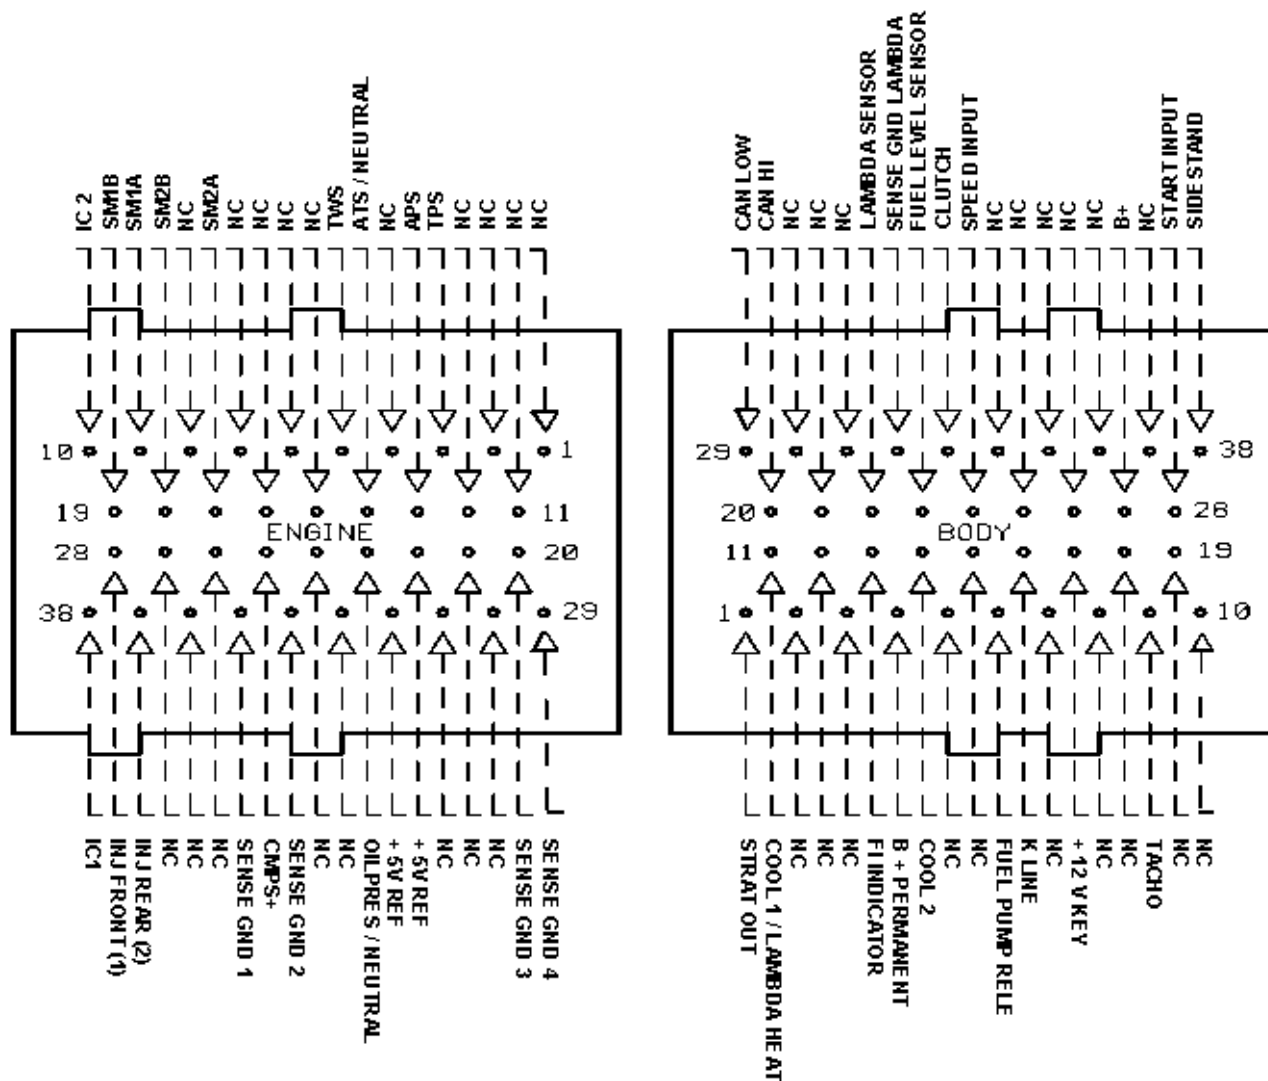 IC 2
SM1B
SM1A
SM2B
NC
SM2A
NC
NC
NC
NC
TWS
ATS / NEUTRAL
NC
APS
TPS
NC
NC
NC
NC
10
1
19
11
ENGINE
28
20
38
29
IC1
INJ FRONT (1)
INJ REAR (2)
NC
NC
NC
SENSE GND 1
CMPS+
SENSE GND 2
NC
NC
OILPRES / NEUTRAL
+ 5V REF
+ 5V REF
NC
NC
NC
SENSE GND 3
SENSE GND 4
CAN LOW
CAN HI
NC
NC
NC
LAMBDA SENSOR
SENSE GND LAMBDA
FUEL LEVEL SENSOR
CLUTCH
SPEED INPUT
NC
NC
NC
NC
NC
B+
NC
START INPUT
SIDE STAND
29
38
20
28
BODY
11
19
1
10
STRAT OUT
COOL 1 / LAMBDA HEAT
NC
NC
NC
FI INDICATOR
B + PERMANENT
COOL 2
NC
NC
FUEL PUMP RELE
K LINE
NC
+ 12 V KEY
NC
NC
TACHO
NC
NC